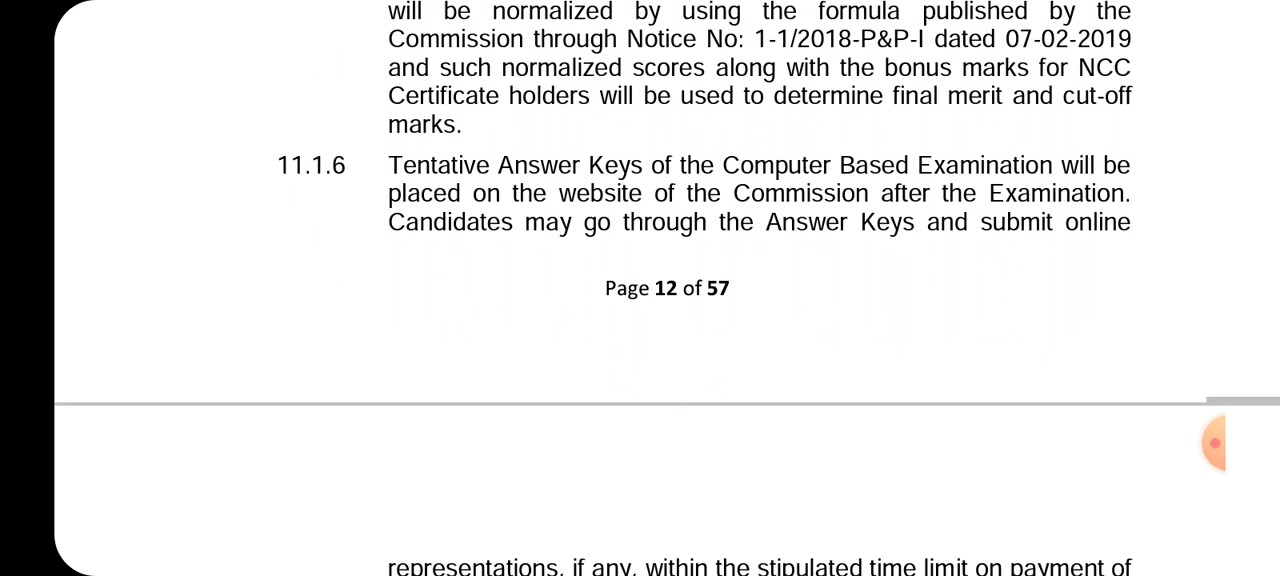 will be normalized by using the formula published by the
Commission through Notice No: 1-1/2018-P&P-I dated 07-02-2019
and such normalized scores along with the bonus marks for NCC
Certificate holders will be used to determine final merit and cut-off
marks.
11.1.6 Tentative Answer Keys of the Computer Based Examination will be
placed on the website of the Commission after the Examination.
Candidates may go through the Answer Keys and submit online
Page 12 of 57
representations, if any, within the stipulated time limit on payment of